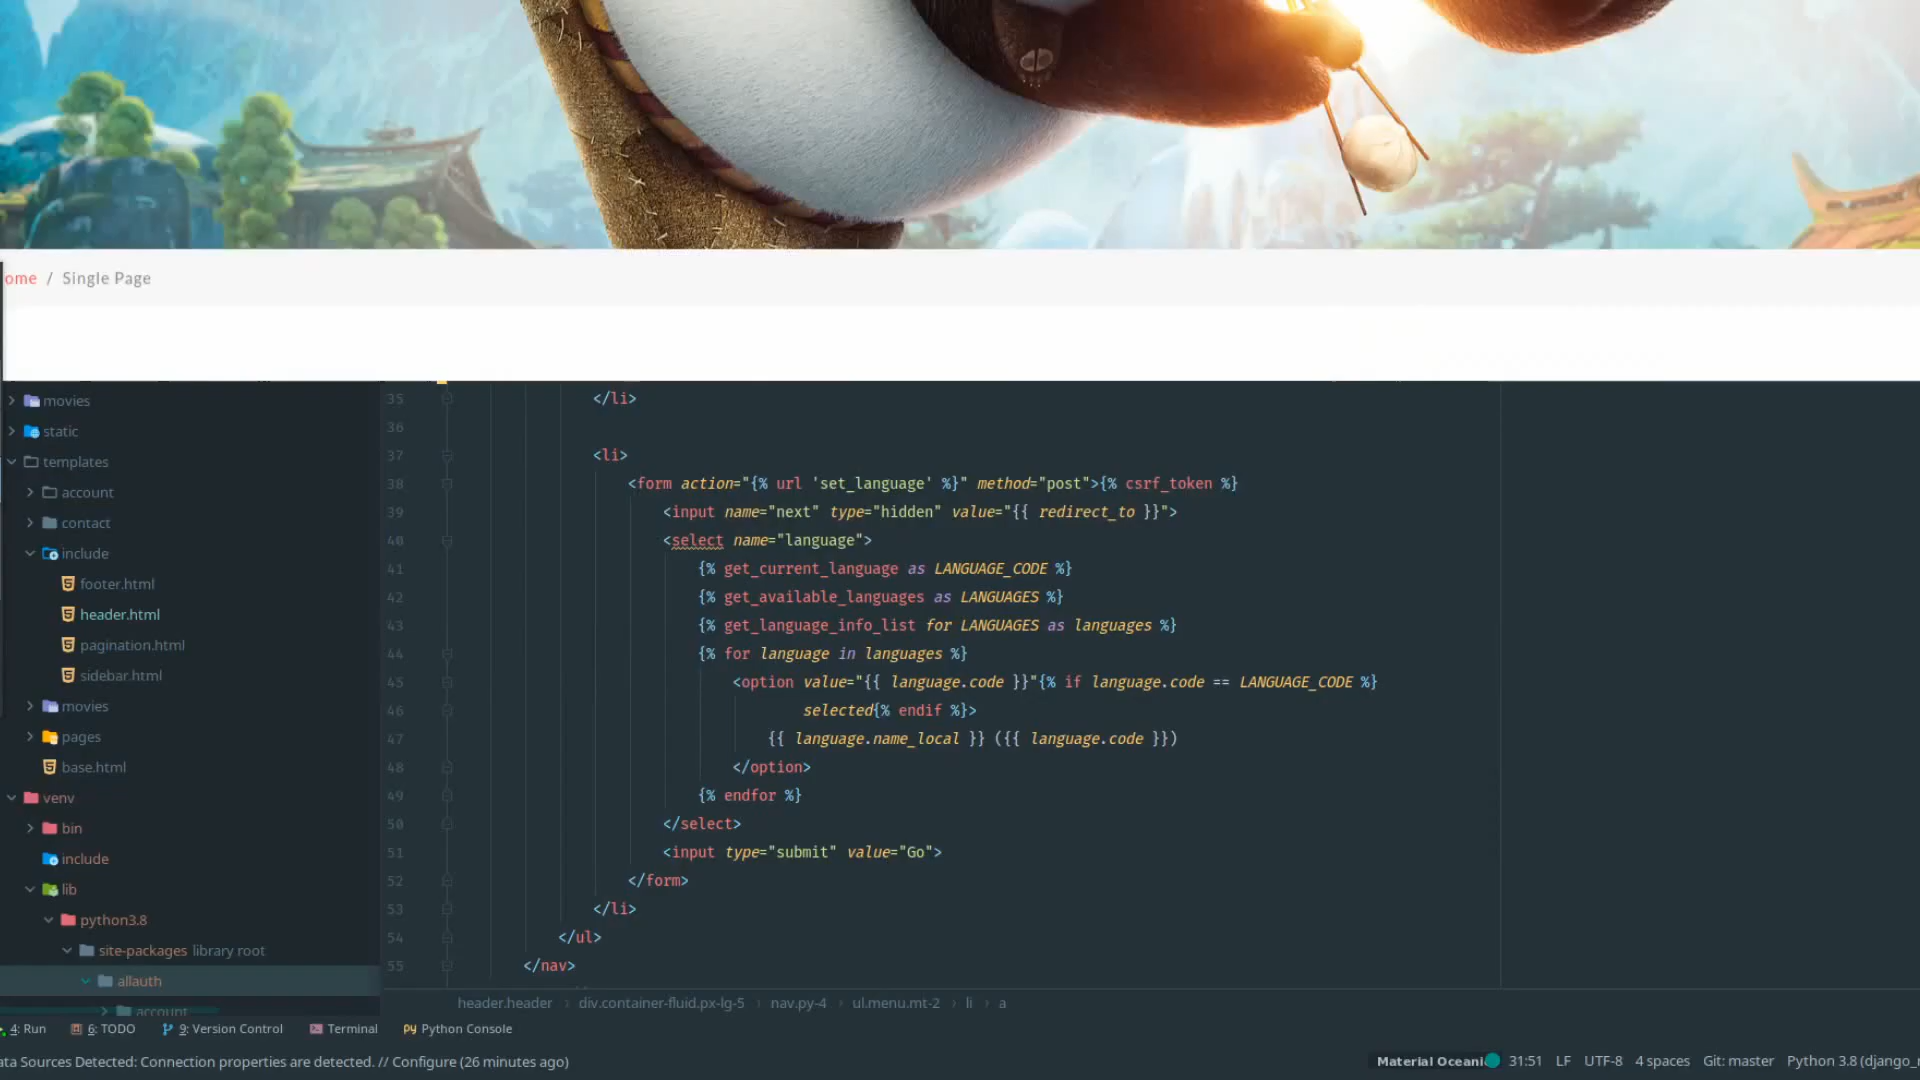 ome / Single Page
movies
static
templates
account
contact
include
footer.html
header.html
pagination.html
sidebar.html
movies
pages
base.html
venv
bin
include
lib
python3.8
site-packages library root
allauth
account
35 </li>
36
37 <li>
38 <form action="{% url 'set_language' %}" method="post">{% csrf_token %}
39 <input name="next" type="hidden" value="{{ redirect_to }}">
40 <select name="language">
41 {% get_current_language as LANGUAGE_CODE %}
42 {% get_available_languages as LANGUAGES %}
43 {% get_language_info_list for LANGUAGES as languages %}
44 {% for language in languages %}
45 <option value="{{ language.code }}"{% if language.code == LANGUAGE_CODE %}
46 selected{% endif %}>
47 {{ language.name_local }} ({{ language.code }})
48 </option>
49 {% endfor %}
50 </select>
51 <input type="submit" value="Go">
52 </form>
53 </li>
54 </ul>
55 </nav>
header.header › div.container-fluid.px-lg-5 › nav.py-4 › ul.menu.mt-2 › li › a
4: Run 6: TODO 9: Version Control Terminal Python Console
ata Sources Detected: Connection properties are detected. // Configure (26 minutes ago) Material Oceani 31:51 LF UTF-8 4 spaces Git: master Python 3.8 (django_